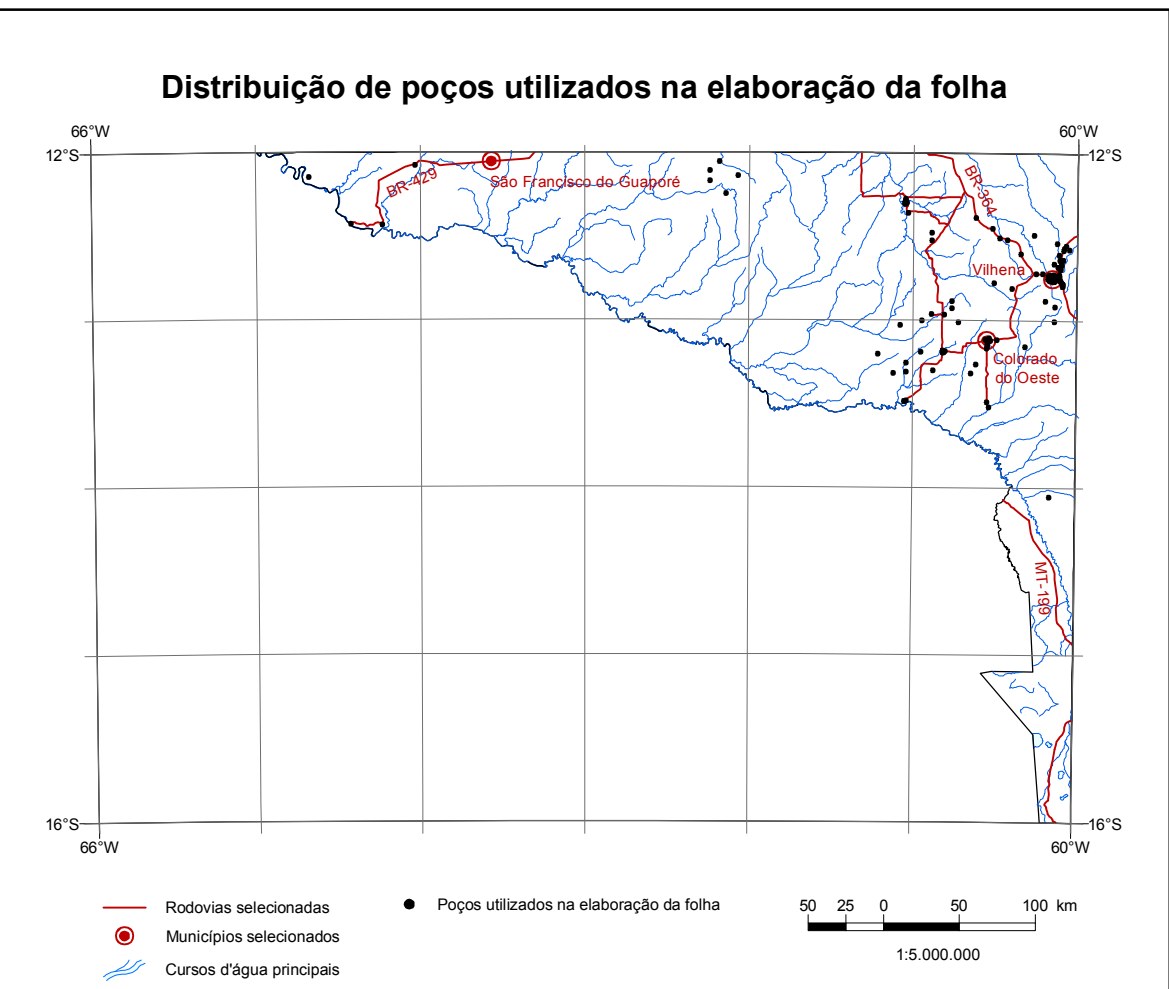 Distribuição de poços utilizados na elaboração da folha
66°W
60°W
12°S
12°S
BR-429
São Francisco do Guaporé
BR-364
Vilhena
Colorado
do Oeste
MT-199
16°S
16°S
66°W
60°W
Rodovias selecionadas
Municípios selecionados
Cursos d'água principais
Poços utilizados na elaboração da folha
50 25 0 50 100 km
1:5.000.000